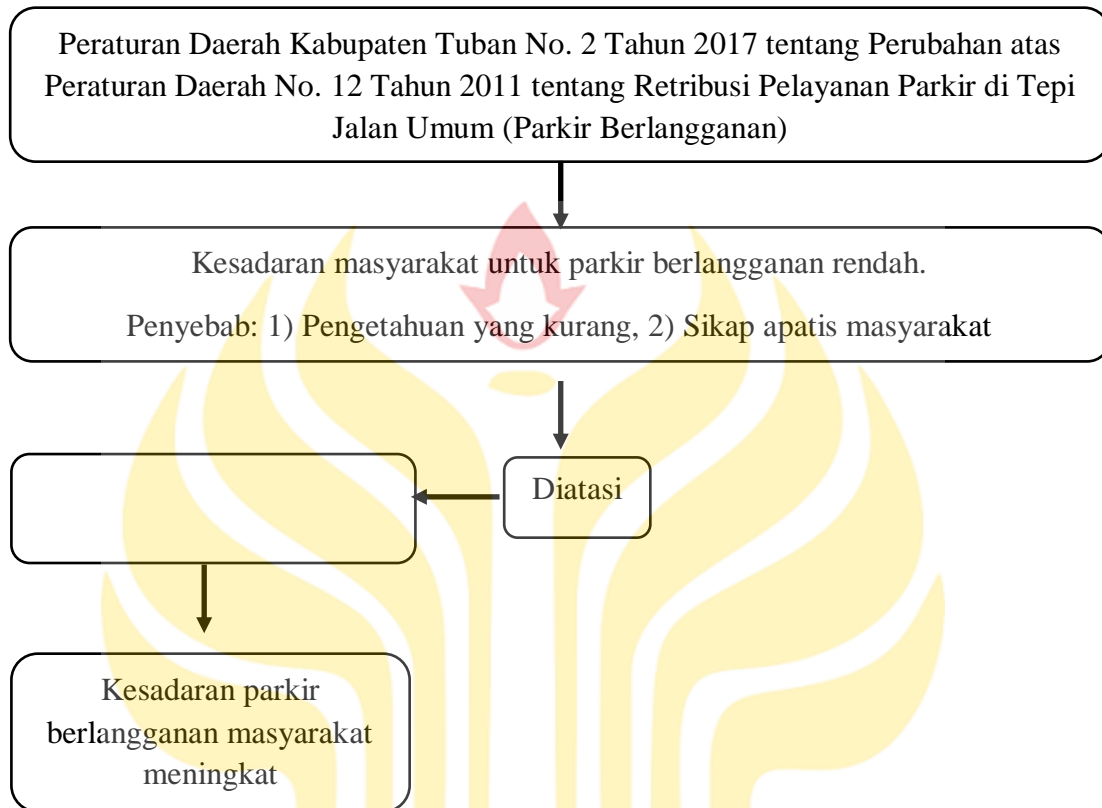 Peraturan Daerah Kabupaten Tuban No. 2 Tahun 2017 tentang Perubahan atas
Peraturan Daerah No. 12 Tahun 2011 tentang Retribusi Pelayanan Parkir di Tepi
Jalan Umum (Parkir Berlangganan)
Kesadaran masyarakat untuk parkir berlangganan rendah.
Penyebab: 1) Pengetahuan yang kurang, 2) Sikap apatis masyarakat
Diatasi
Kesadaran parkir
berlangganan masyarakat
meningkat